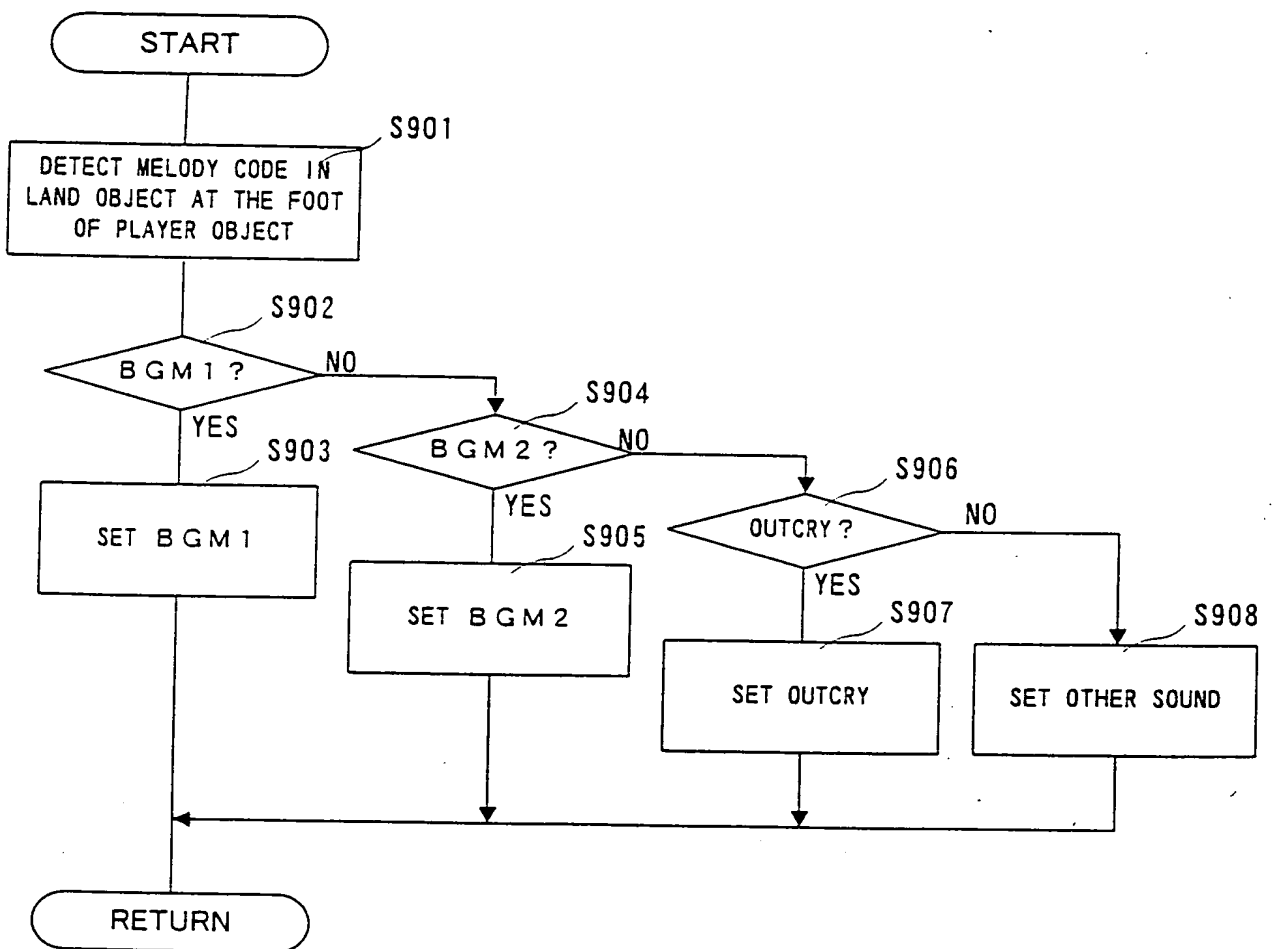 START
S901
DETECT MELODY CODE IN
LAND OBJECT AT THE FOOT
OF PLAYER OBJECT
S902
BGM1?
NO
YES
S904
BGM2?
NO
YES
S903
SET BGM1
S906
OUTCRY?
NO
YES
S905
SET BGM2
S907
SET OUTCRY
S908
SET OTHER SOUND
RETURN